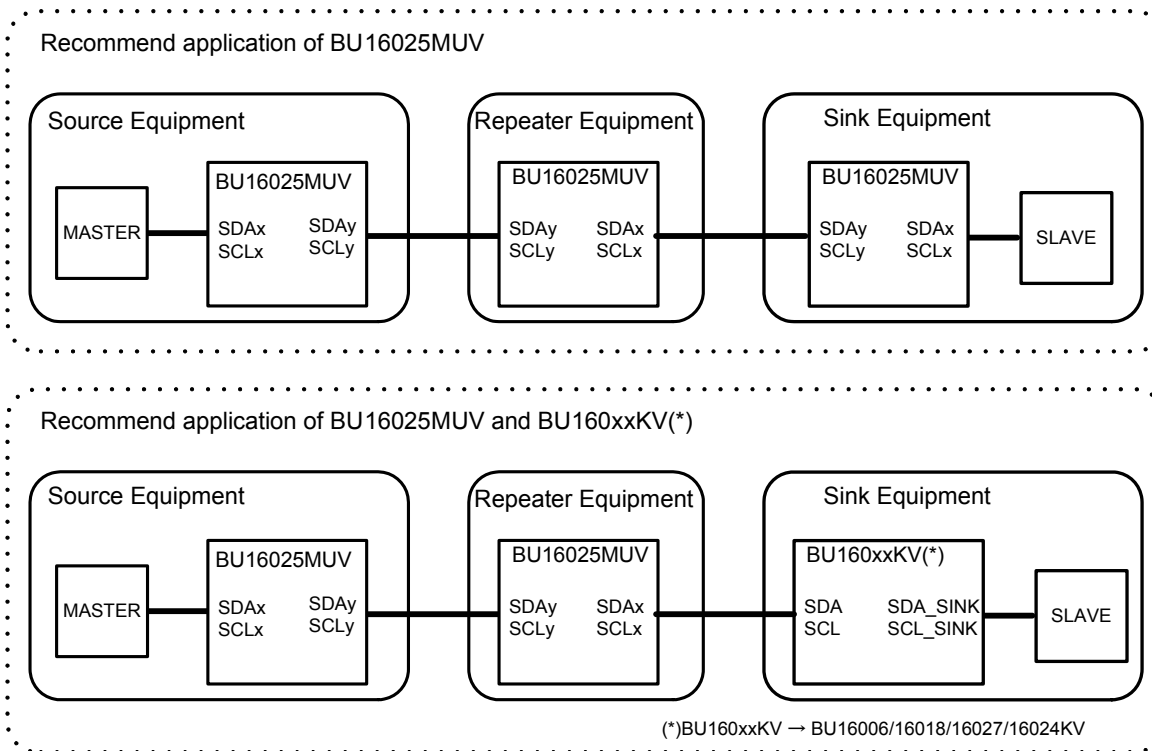 Recommend application of BU16025MUV
Source Equipment
Repeater Equipment
Sink Equipment
BU16025MUV
BU16025MUV
BU16025MUV
MASTER
SDAx
SCLx
SDAy
SCLy
SDAy
SCLy
SDAx
SCLx
SDAy
SCLy
SDAx
SCLx
SLAVE
Recommend application of BU16025MUV and BU160xxKV(*)
Source Equipment
Repeater Equipment
Sink Equipment
BU16025MUV
BU16025MUV
BU160xxKV(*)
MASTER
SDAx
SCLx
SDAy
SCLy
SDAy
SCLy
SDAx
SCLx
SDA
SCL
SDA_SINK
SCL_SINK
SLAVE
(*)BU160xxKV → BU16006/16018/16027/16024KV